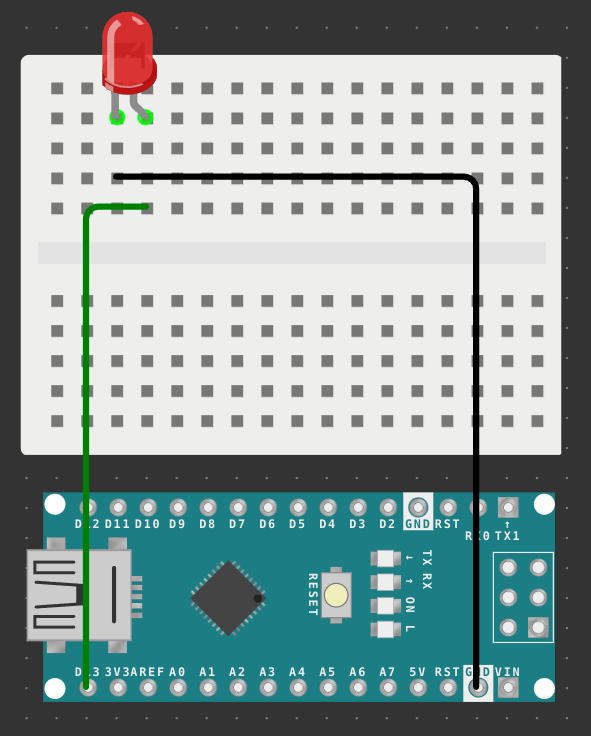 D12 D11 D10 D9 D8 D7 D6 D5 D4 D3 D2 GND RST
RX0 TX1
↑
RESET
← TX
↑ RX
ON
L
D13 3V3 AREF A0 A1 A2 A3 A4 A5 A6 A7 5V RST GND VIN